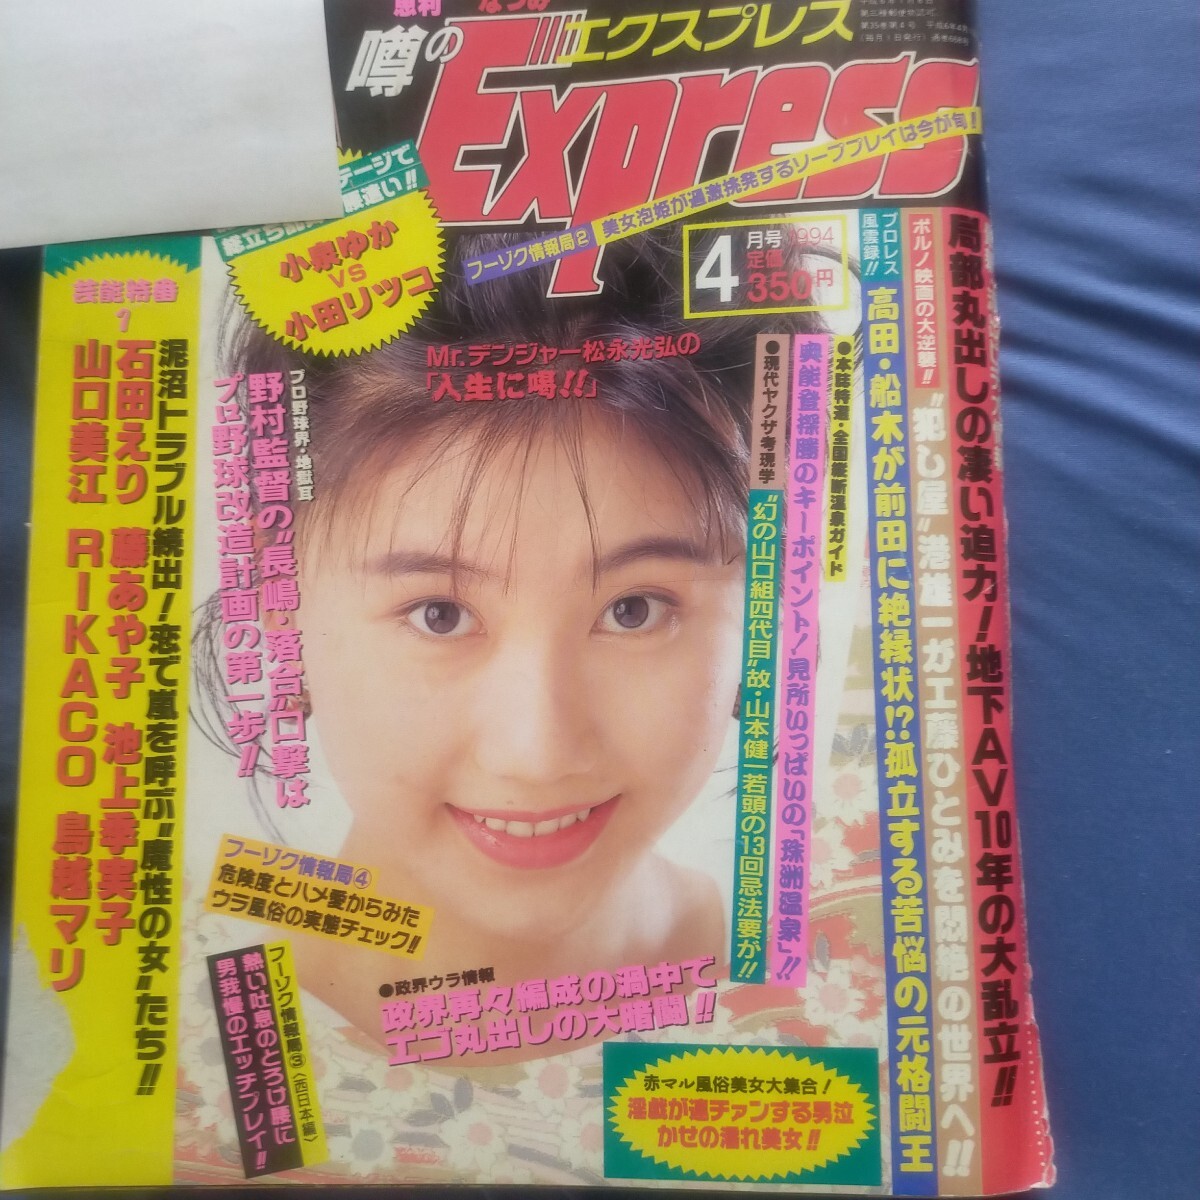 なつみ
噂の
エクスプレス
Express
(毎月1日発行)
フーゾク情報局②
美女泡姫が過激挑発するソーププレイは今が旬!
4
月号
1994
定価
350円
テージで
小泉ゆか
VS
小田リツコ
Mr.デンジャー松永光弘の
「人生に喝!!」
局部丸出しの凄い迫力!地下AV10年の大乱立!!
ポルノ映画の大逆襲!!
"犯し屋"港雄一が工藤ひとみを悶絶の世界へ!!
プロレス
風雲録!!
高田・船木が前田に絶縁状!?孤立する苦悩の元格闘王
●本誌特選・全国縦断温泉ガイド
奥能登探勝のキーポイント!見所いっぱいの「珠洲温泉」!!
●現代ヤクザ考現学
"幻の山口組四代目"故・山本健一若頭の13回忌法要が!!
プロ野球界・地獄耳
野村監督の"長嶋・落合"口撃は
プロ野球改造計画の第一歩!!
芸能特番
泥沼トラブル続出!恋で嵐を呼ぶ"魔性の女"たち!!
石田えり 藤あや子 池上季実子
山口美江 RIKACO 鳥越マリ
フーゾク情報局④
危険度とハメ愛からみた
ウラ風俗の実態チェック!!
フーゾク情報局③〈西日本編〉
熱い吐息のとろけ腰に
男我慢のエッチプレイ!!
●政界ウラ情報
政界再々編成の渦中で
エゴ丸出しの大暗闘!!
赤マル風俗美女大集合!
淫戯が連チャンする男泣
かせの濡れ美女!!